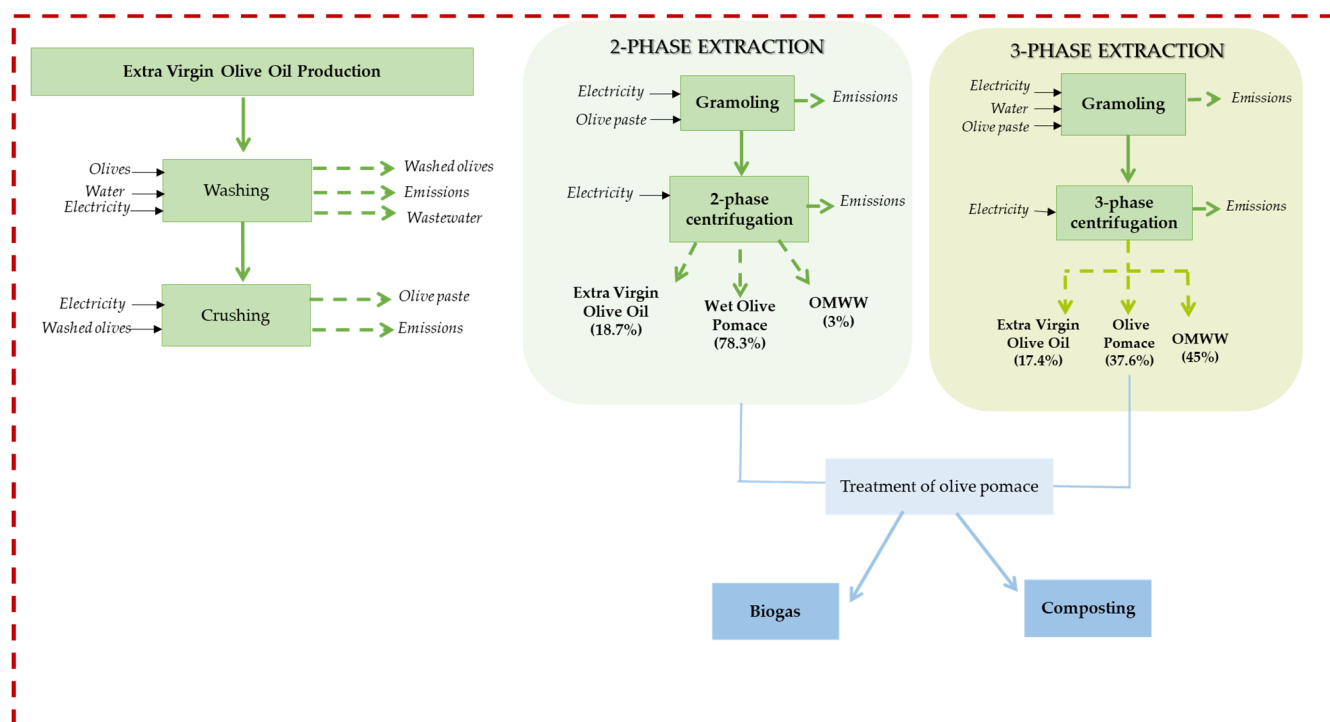 Extra Virgin Olive Oil Production
Olives
Water
Electricity
Washing
Washed olives
Emissions
Wastewater
Electricity
Washed olives
Crushing
Olive paste
Emissions
2-PHASE EXTRACTION
Electricity
Olive paste
Gramoling
Emissions
Electricity
2-phase
centrifugation
Emissions
Extra Virgin
Olive Oil
(18.7%)
Wet Olive
Pomace
(78.3%)
OMWW
(3%)
3-PHASE EXTRACTION
Electricity
Water
Olive paste
Gramoling
Emissions
Electricity
3-phase
centrifugation
Emissions
Extra Virgin
Olive Oil
(17.4%)
Olive
Pomace
(37.6%)
OMWW
(45%)
Treatment of olive pomace
Biogas
Composting